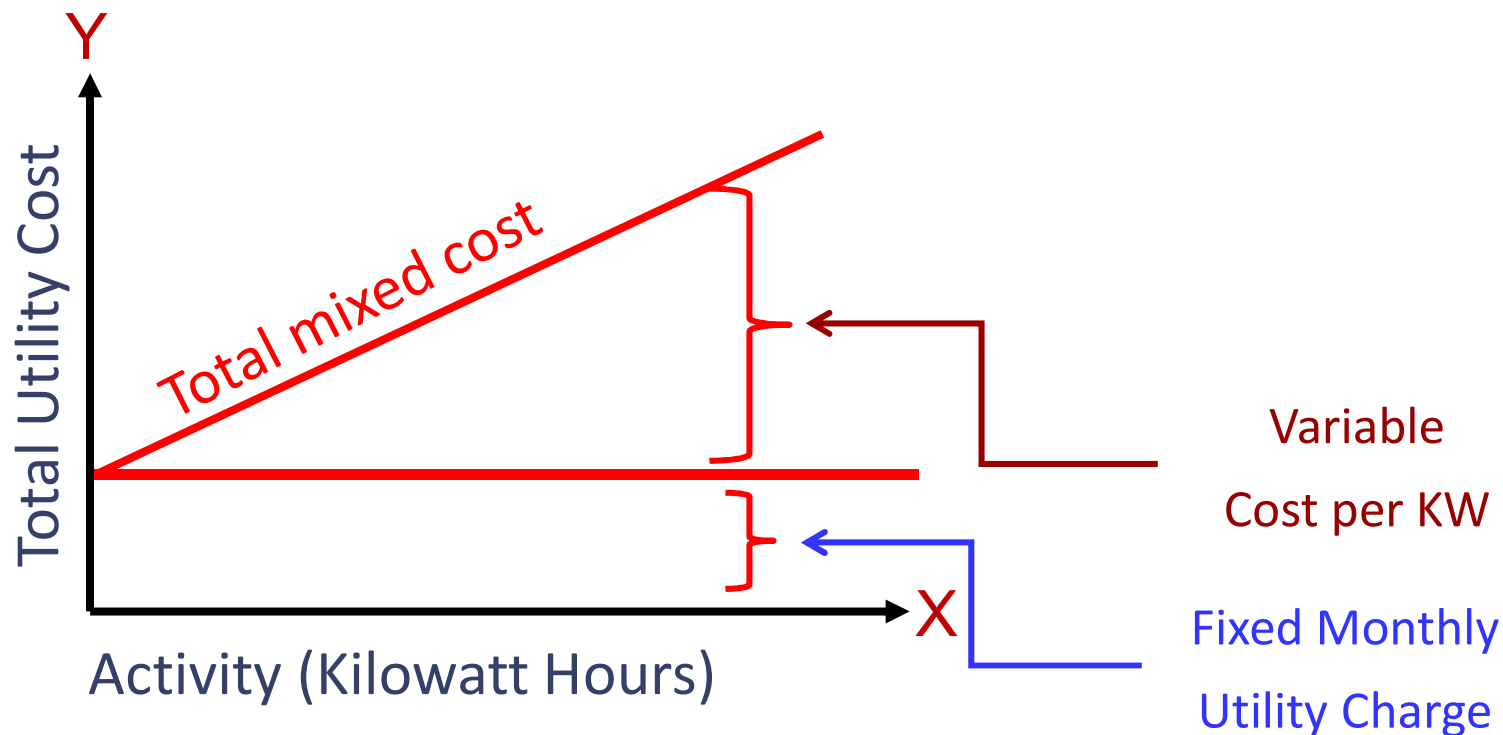 Y
Total Utility Cost
Total mixed cost
Variable
Cost per KW
X
Fixed Monthly
Utility Charge
Activity (Kilowatt Hours)